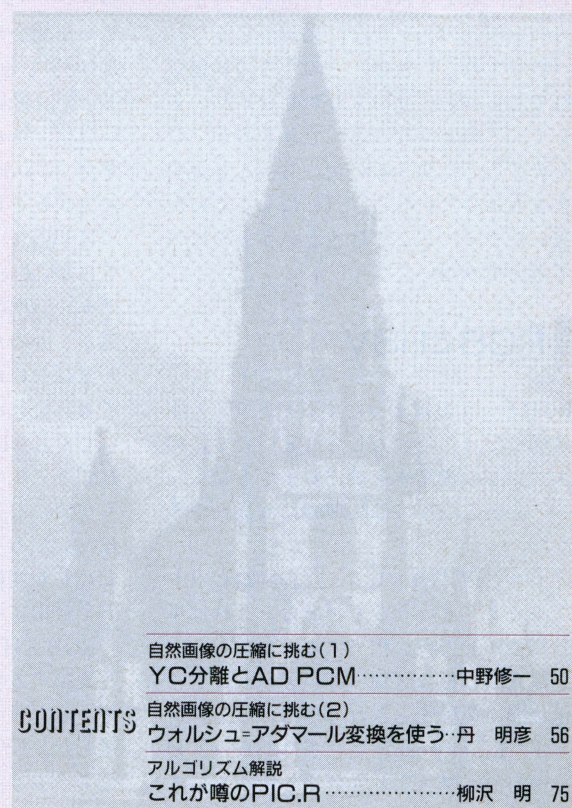 自然画像の圧縮に挑む(1)
YC分離とAD PCM……………中野修一 50
CONTENTS
自然画像の圧縮に挑む(2)
ウォルシュ=アダマール変換を使う‥丹 明彦 56
アルゴリズム解説
これが噂のPIC.R………………柳沢 明 75